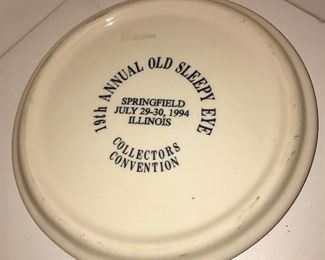 19th ANNUAL OLD SLEEPY EYE
SPRINGFIELD
JULY 29-30, 1994
ILLINOIS
COLLECTORS
CONVENTION